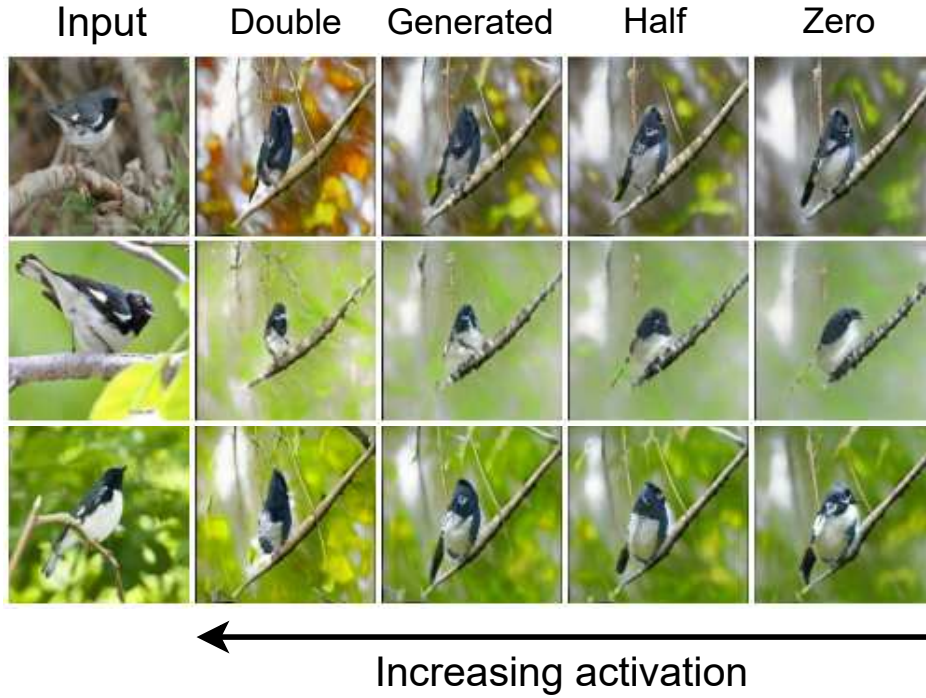 Input Double Generated Half Zero
Increasing activation